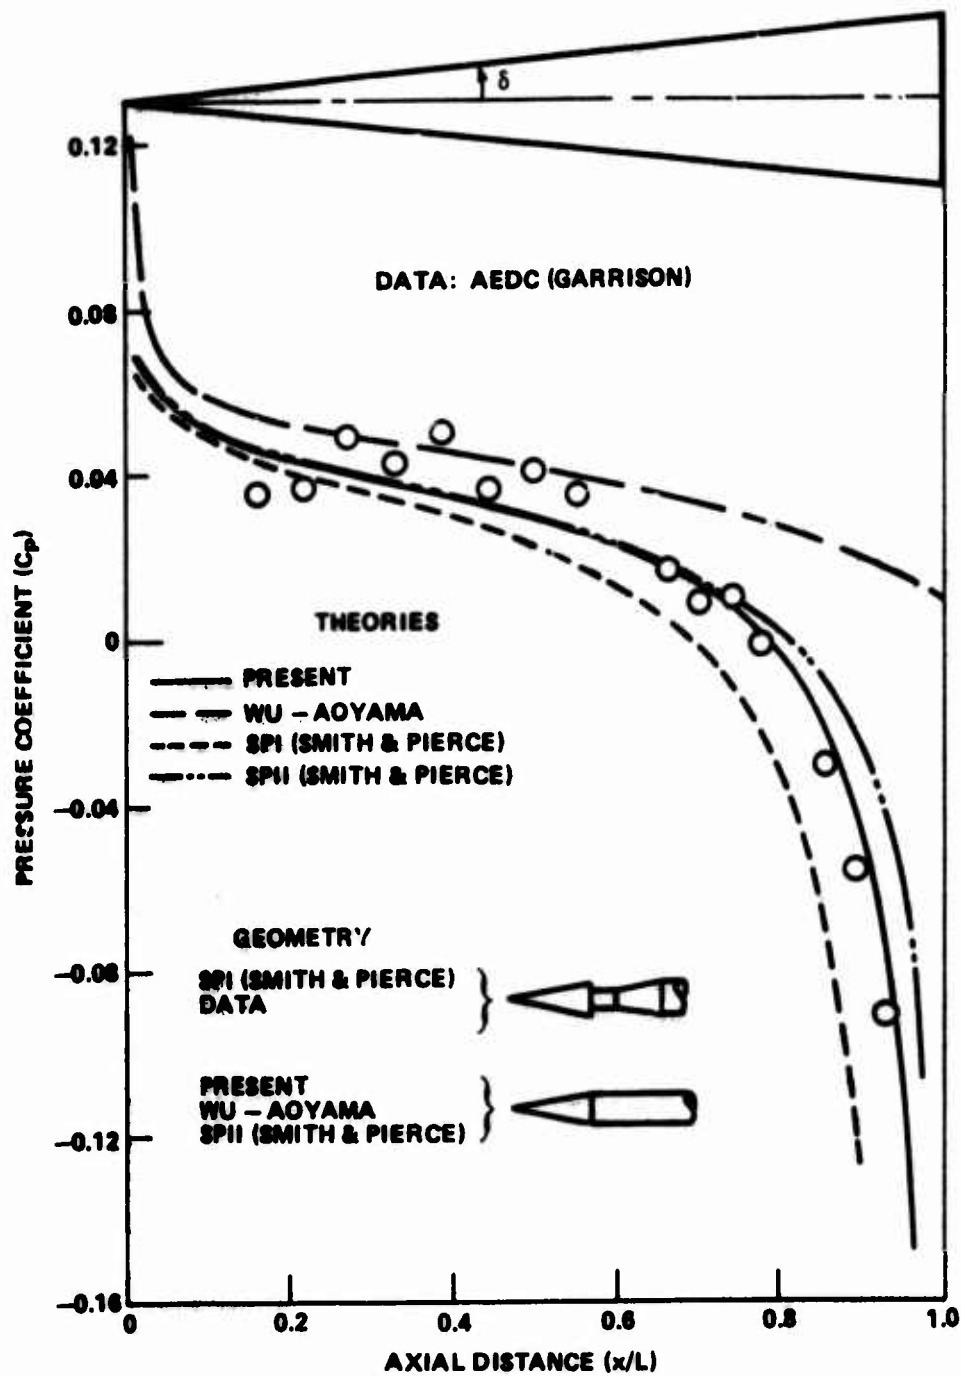 δ
0.12
DATA: AEDC (GARRISON)
0.08
0.04
PRESSURE COEFFICIENT (Cp)
THEORIES
0
PRESENT
WU – AOYAMA
SPI (SMITH & PIERCE)
SPII (SMITH & PIERCE)
–0.04
GEOMETRY
–0.08
SPI (SMITH & PIERCE)
DATA
PRESENT
WU – AOYAMA
SPII (SMITH & PIERCE)
–0.12
–0.16
0 0.2 0.4 0.6 0.8 1.0
AXIAL DISTANCE (x/L)